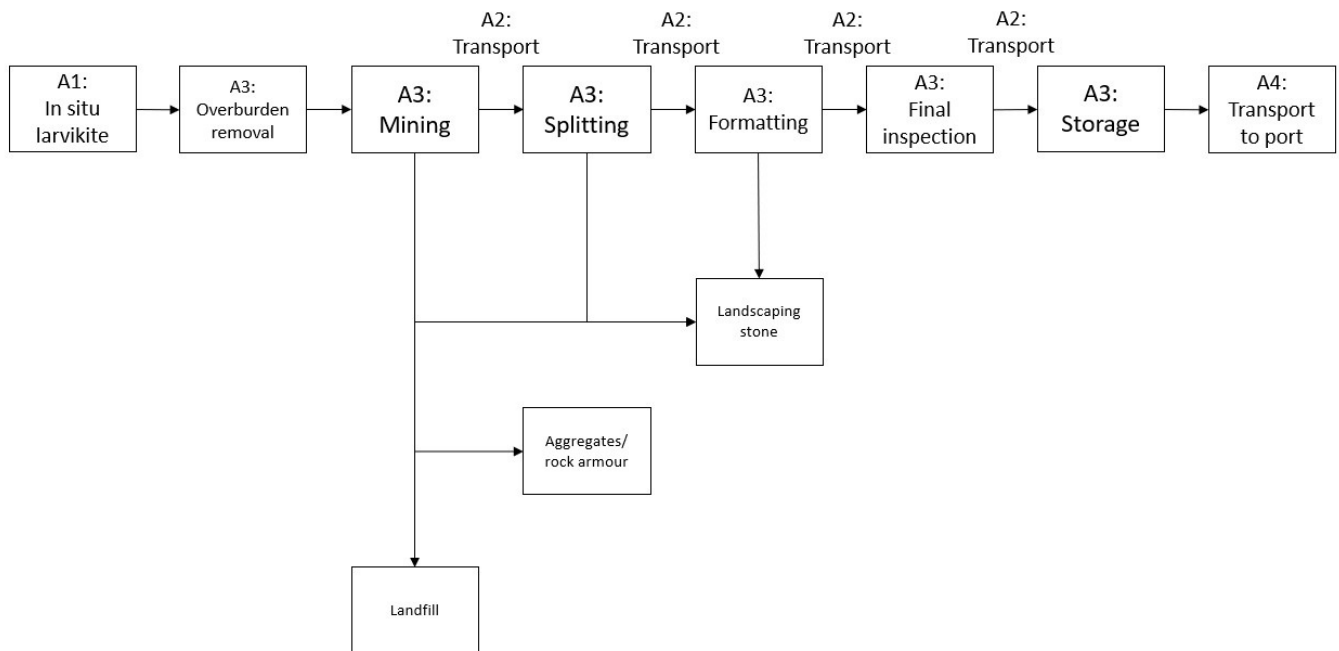 A2:
Transport
A2:
Transport
A2:
Transport
A2:
Transport
A1:
In situ
larvikite
A3:
Overburden
removal
A3:
Mining
A3:
Splitting
A3:
Formatting
A3:
Final
inspection
A3:
Storage
A4:
Transport
to port
Landscaping
stone
Aggregates/
rock armour
Landfill